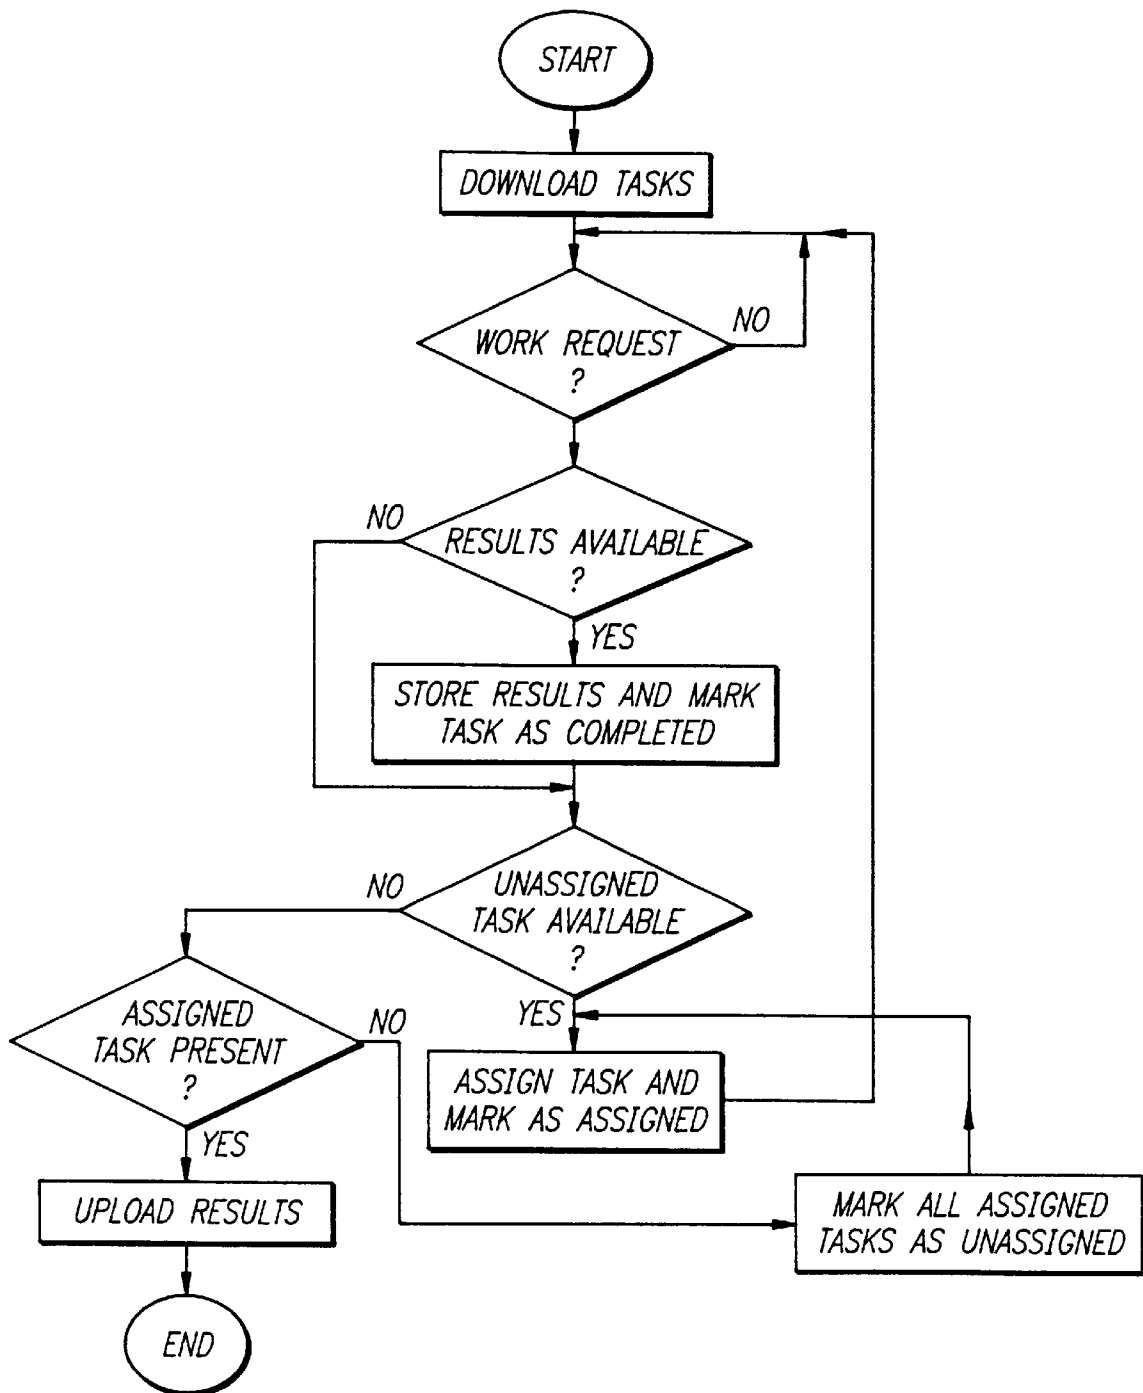 START
DOWNLOAD TASKS
NO
WORK REQUEST
?
NO
RESULTS AVAILABLE
?
YES
STORE RESULTS AND MARK
TASK AS COMPLETED
NO
UNASSIGNED
TASK AVAILABLE
?
YES
ASSIGNED
TASK PRESENT
?
NO
ASSIGN TASK AND
MARK AS ASSIGNED
YES
UPLOAD RESULTS
MARK ALL ASSIGNED
TASKS AS UNASSIGNED
END